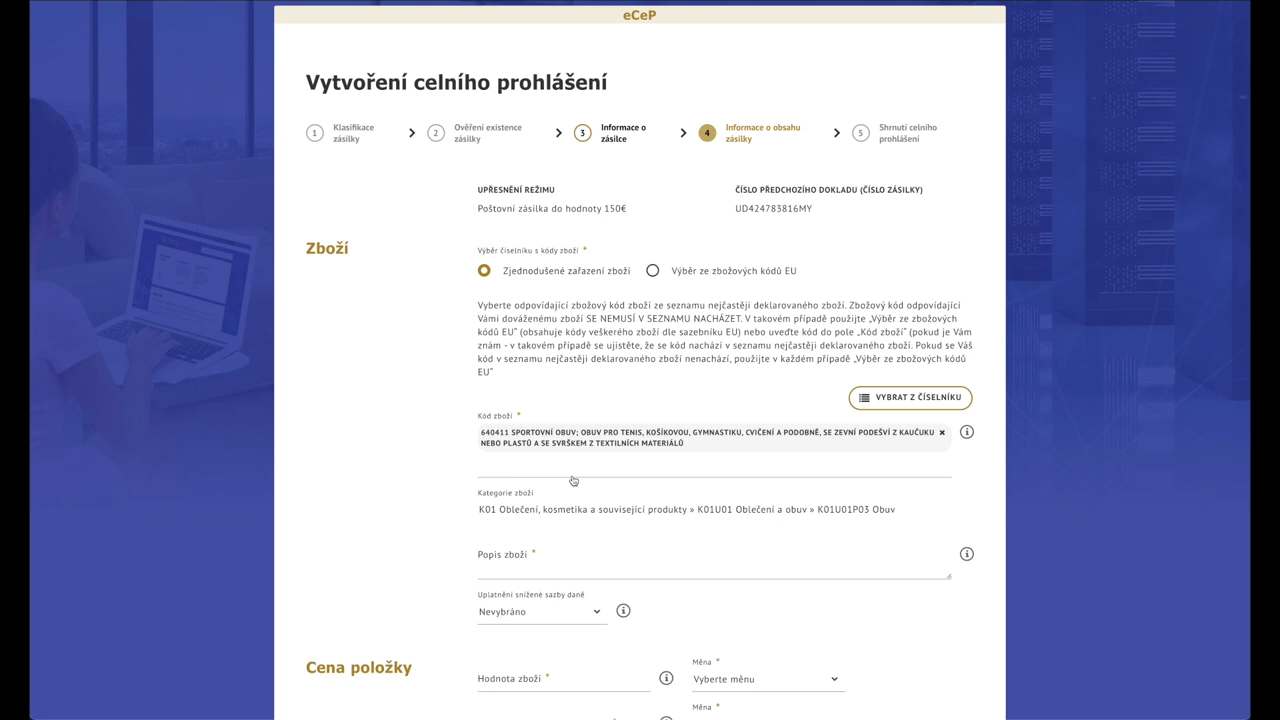 eCeP
Vytvoření celního prohlášení
1 Klasifikace
zásilky
2 Ověření existence
zásilky
3 Informace o
zásilce
4 Informace o obsahu
zásilky
5 Shrnutí celního
prohlášení
UPŘESNĚNÍ REŽIMU
Poštovní zásilka do hodnoty 150€
ČÍSLO PŘEDCHOZÍHO DOKLADU (ČÍSLO ZÁSILKY)
UD424783816MY
Zboží
Výběr číselníku s kódy zboží *
Zjednodušené zařazení zboží
Výběr ze zbožových kódů EU
Vyberte odpovídající zbožový kód zboží ze seznamu nejčastěji deklarovaného zboží. Zbožový kód odpovídající
Vámi dováženému zboží SE NEMUSÍ V SEZNAMU NACHÁZET. V takovém případě použijte „Výběr ze zbožových
kódů EU" (obsahuje kódy veškerého zboží dle sazebníku EU) nebo uveďte kód do pole „Kód zboží" (pokud je Vám
znám - v takovém případě se ujistěte, že se kód nachází v seznamu nejčastěji deklarovaného zboží. Pokud se Váš
kód v seznamu nejčastěji deklarovaného zboží nenachází, použijte v každém případě „Výběr ze zbožových kódů
EU"
VYBRAT Z ČÍSELNÍKU
Kód zboží *
640411 SPORTOVNÍ OBUV; OBUV PRO TENIS, KOŠÍKOVOU, GYMNASTIKU, CVIČENÍ A PODOBNĚ, SE ZEVNÍ PODEŠVÍ Z KAUČUKU ✖
NEBO PLASTŮ A SE SVRŠKEM Z TEXTILNÍCH MATERIÁLŮ
Kategorie zboží
K01 Oblečení, kosmetika a související produkty » K01U01 Oblečení a obuv » K01U01P03 Obuv
Popis zboží *
Uplatnění snížené sazby daně
Nevybráno
Cena položky
Hodnota zboží *
Měna *
Vyberte měnu
Měna *